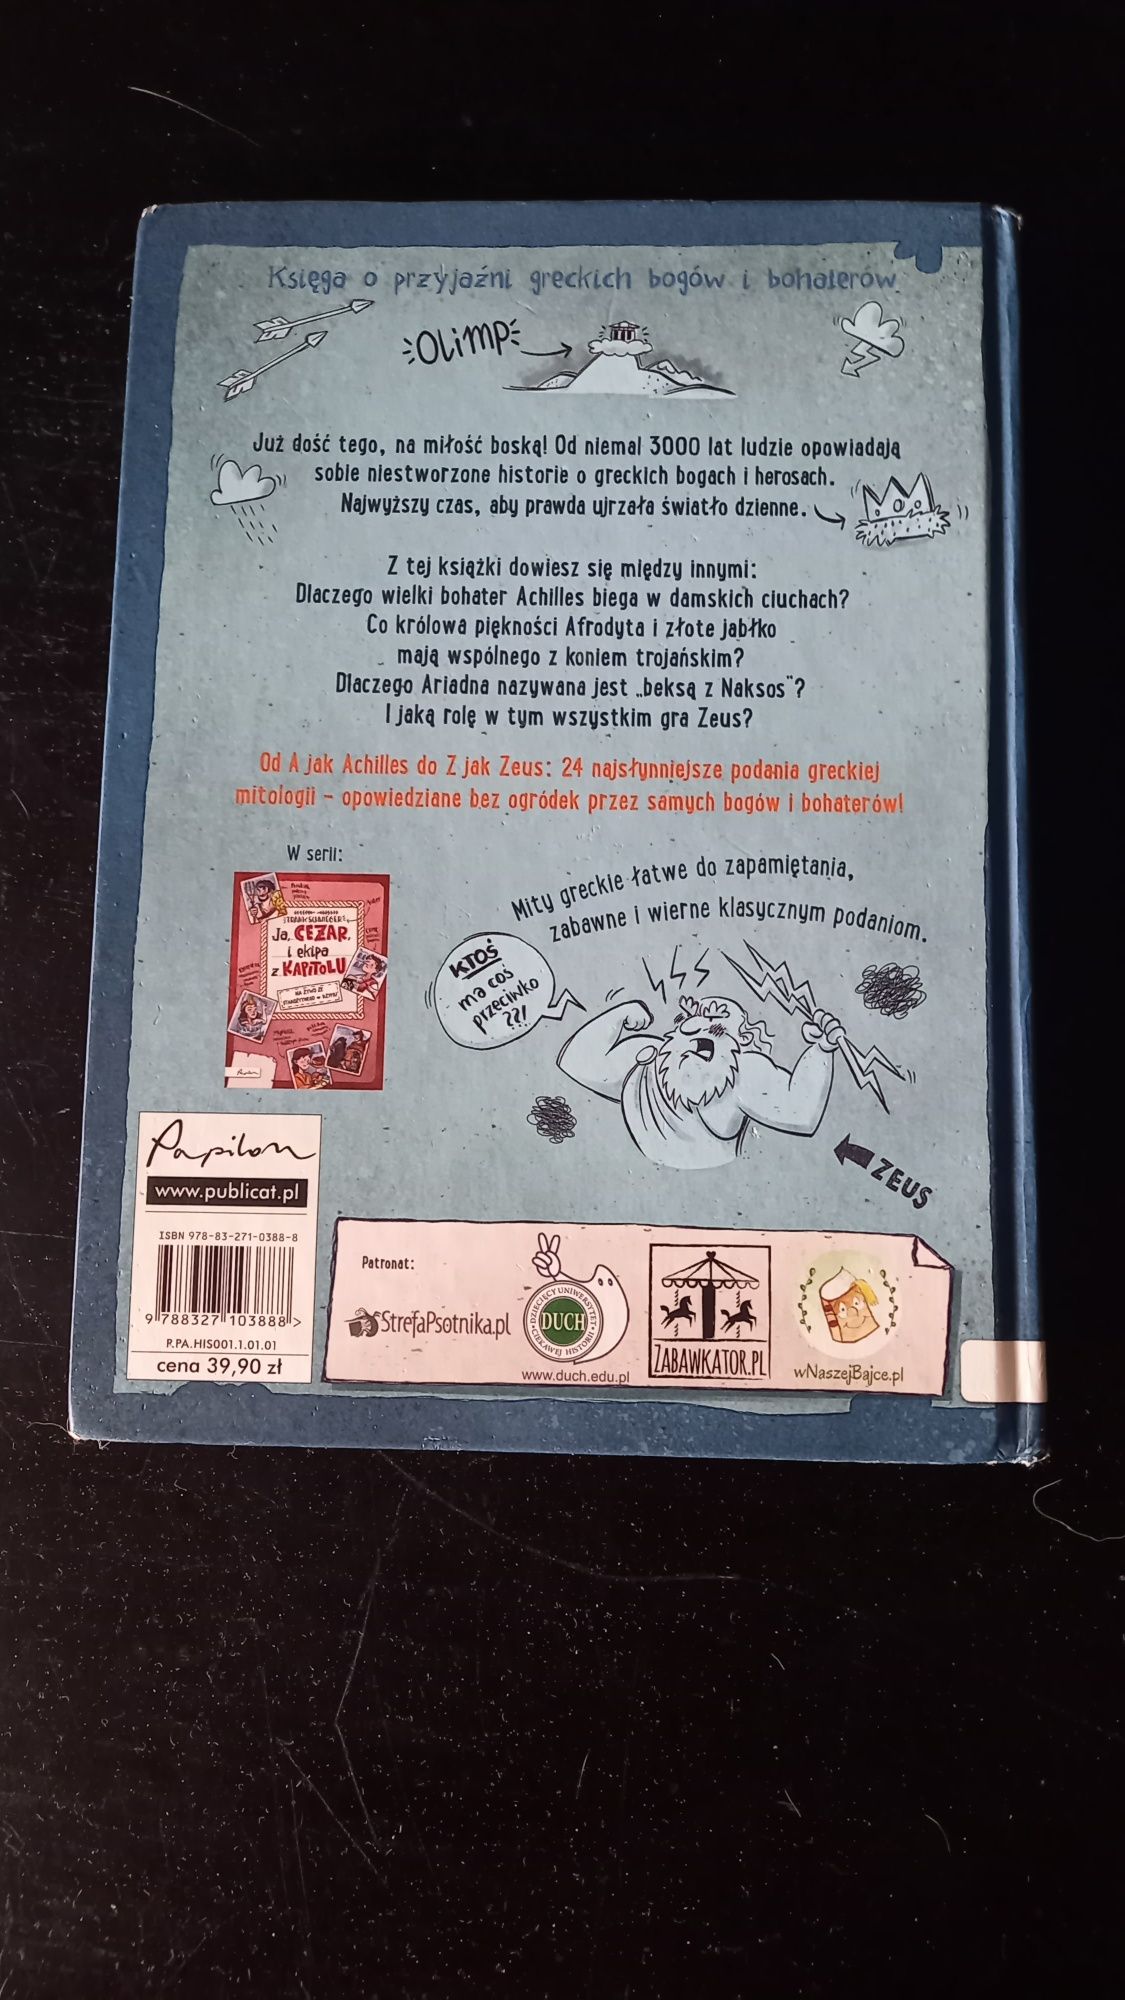 Księga o przyjaźni greckich bogów i bohaterów
OLIMP
Już dość tego, na miłość boską! Od niemal 3000 lat ludzie opowiadają
sobie niestworzone historie o greckich bogach i herosach.
Najwyższy czas, aby prawda ujrzała światło dzienne.
Z tej książki dowiesz się między innymi:
Dlaczego wielki bohater Achilles biega w damskich ciuchach?
Co królowa piękności Afrodyta i złote jabłko
mają wspólnego z koniem trojańskim?
Dlaczego Ariadna nazywana jest „beksą z Naksos"?
I jaką rolę w tym wszystkim gra Zeus?
Od A jak Achilles do Z jak Zeus: 24 najsłynniejsze podania greckiej
mitologii – opowiedziane bez ogródek przez samych bogów i bohaterów!
W serii:
FRANK SCHWIEGER
Ja, CEZAR,
i ekipa
z KAPITOLU
Mity greckie łatwe do zapamiętania,
zabawne i wierne klasycznym podaniom.
KTOŚ
ma coś
przeciwko
??!
ZEUS
Papilon
www.publicat.pl
ISBN 978-83-271-0388-8
9 788327 103888 >
P.PA.HIS001.1.01.01
cena 39,90 zł
Patronat:
StrefaPsotnika.pl
DZIECIĘCY UNIWERSYTET
CIEKAWEJ HISTORII
DUCH
www.duch.edu.pl
ZABAWKATOR.PL
wNaszejBajce.pl